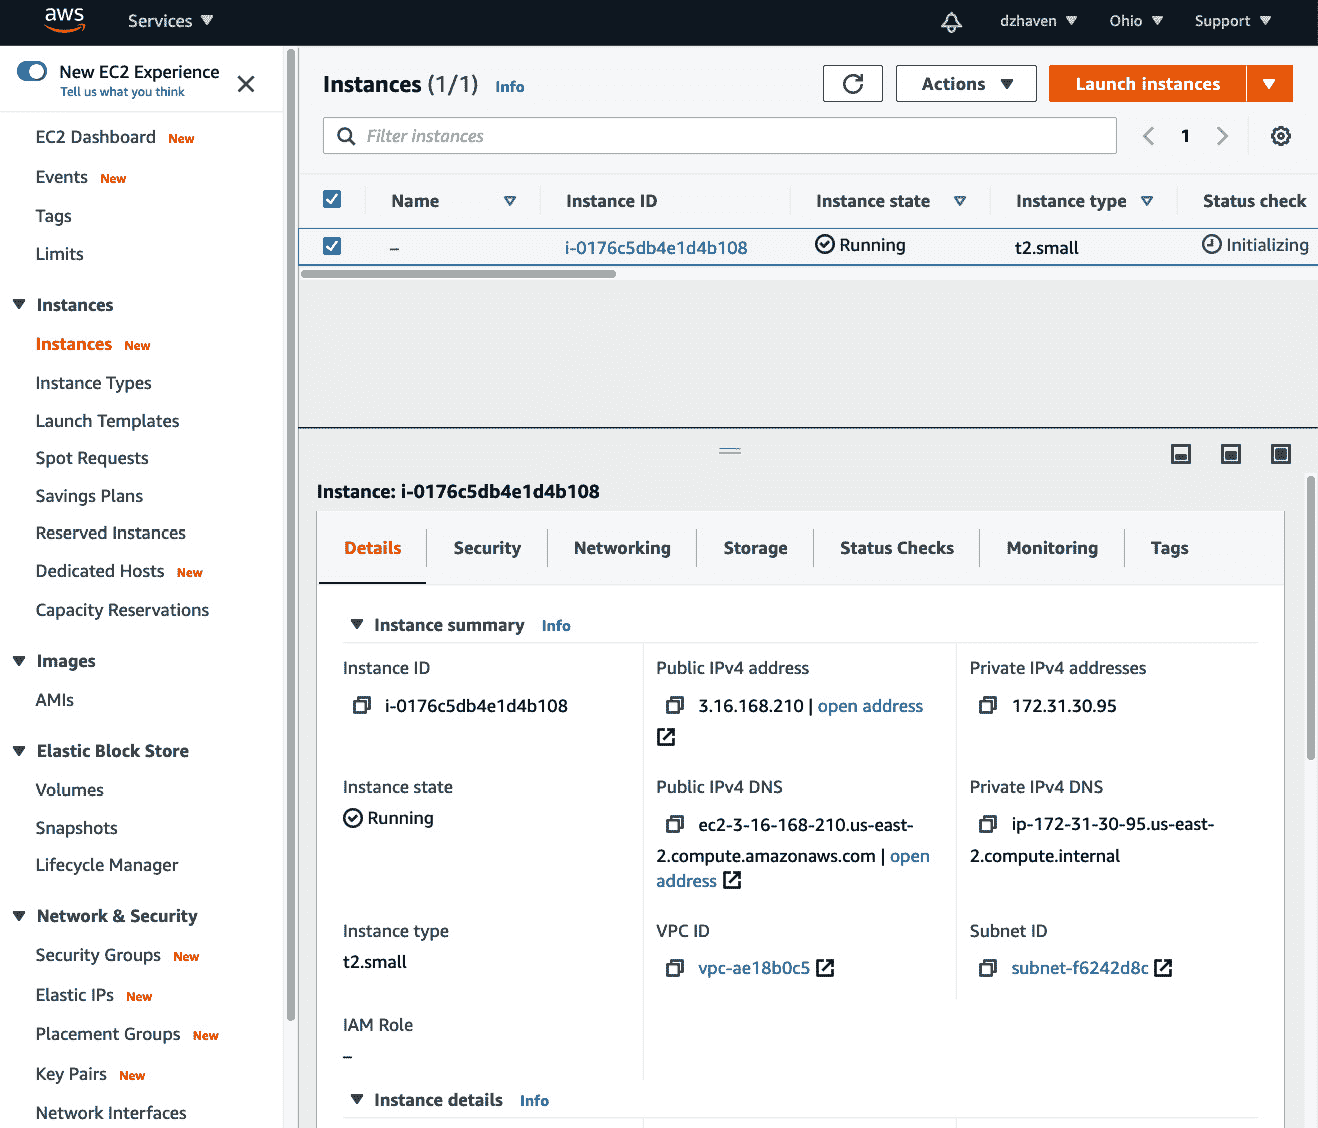 aws
Services
dzhaven
Ohio
Support
New EC2 Experience
Tell us what you think
EC2 Dashboard New
Events New
Tags
Limits
Instances
Instances New
Instance Types
Launch Templates
Spot Requests
Savings Plans
Reserved Instances
Dedicated Hosts New
Capacity Reservations
Images
AMIs
Elastic Block Store
Volumes
Snapshots
Lifecycle Manager
Network & Security
Security Groups New
Elastic IPs New
Placement Groups New
Key Pairs New
Network Interfaces
Instances (1/1) Info
Actions
Launch instances
Filter instances
1
Name Instance ID Instance state Instance type Status check
– i-0176c5db4e1d4b108 Running t2.small Initializing
Instance: i-0176c5db4e1d4b108
Details Security Networking Storage Status Checks Monitoring Tags
Instance summary Info
Instance ID
i-0176c5db4e1d4b108
Public IPv4 address
3.16.168.210 | open address
Private IPv4 addresses
172.31.30.95
Instance state
Running
Public IPv4 DNS
ec2-3-16-168-210.us-east-
2.compute.amazonaws.com | open
address
Private IPv4 DNS
ip-172-31-30-95.us-east-
2.compute.internal
Instance type
t2.small
VPC ID
vpc-ae18b0c5
Subnet ID
subnet-f6242d8c
IAM Role
–
Instance details Info